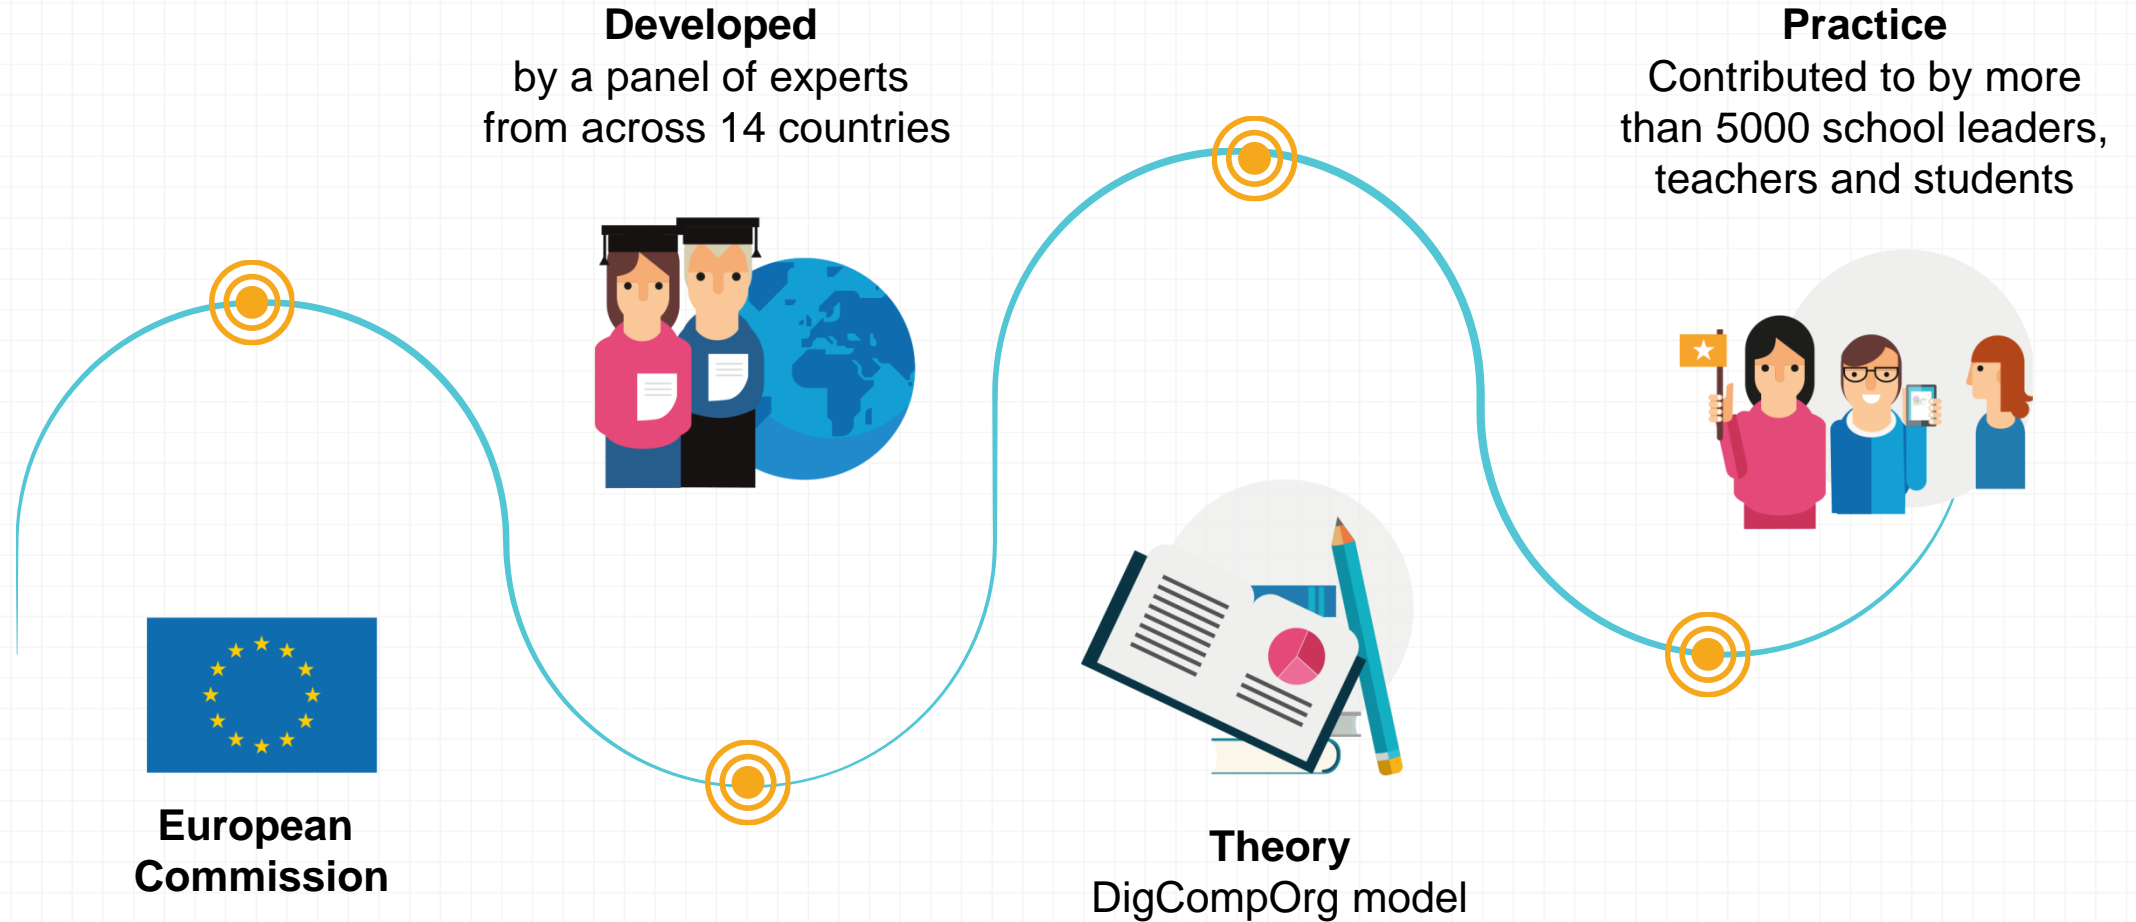 Developed
by a panel of experts
from across 14 countries
Practice
Contributed to by more
than 5000 school leaders,
teachers and students
European
Commission
Theory
DigCompOrg model